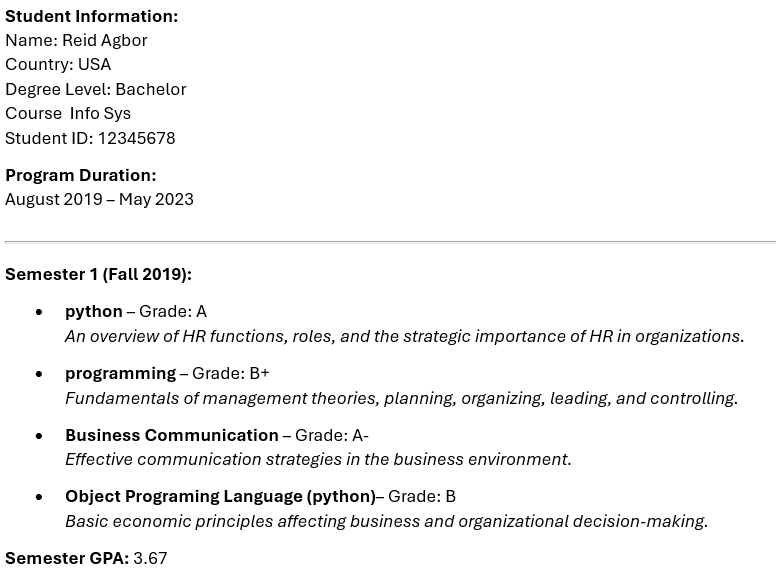 Student Information:
Name: Reid Agbor
Country: USA
Degree Level: Bachelor
Course  Info Sys
Student ID: 12345678
Program Duration:
August 2019 – May 2023
Semester 1 (Fall 2019):
• python – Grade: A
An overview of HR functions, roles, and the strategic importance of HR in organizations.
• programming – Grade: B+
Fundamentals of management theories, planning, organizing, leading, and controlling.
• Business Communication – Grade: A-
Effective communication strategies in the business environment.
• Object Programing Language (python)– Grade: B
Basic economic principles affecting business and organizational decision-making.
Semester GPA: 3.67